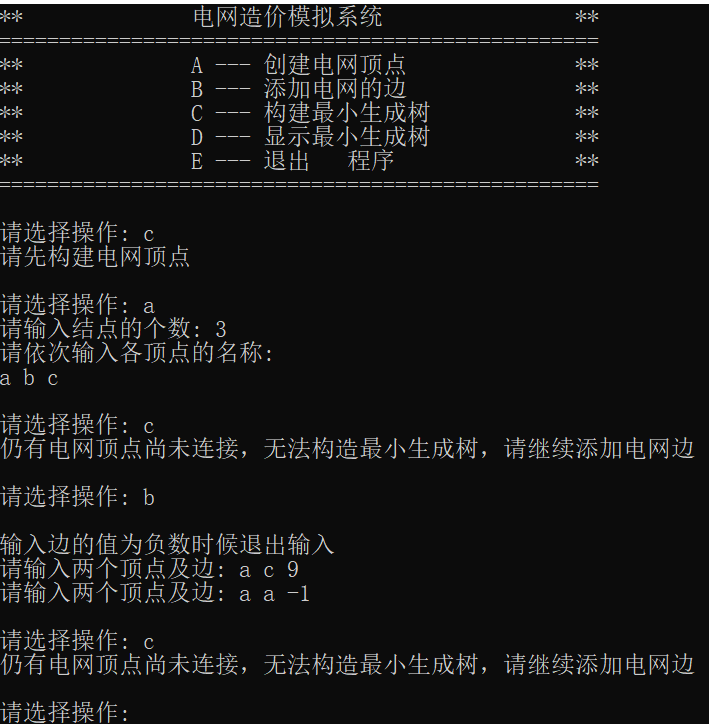 **              电网造价模拟系统                **
==================================================
**              A --- 创建电网顶点              **
**              B --- 添加电网的边              **
**              C --- 构建最小生成树            **
**              D --- 显示最小生成树            **
**              E --- 退出   程序               **
==================================================
请选择操作: c
请先构建电网顶点
请选择操作: a
请输入结点的个数: 3
请依次输入各顶点的名称:
a b c
请选择操作: c
仍有电网顶点尚未连接，无法构造最小生成树，请继续添加电网边
请选择操作: b
输入边的值为负数时候退出输入
请输入两个顶点及边: a c 9
请输入两个顶点及边: a a -1
请选择操作: c
仍有电网顶点尚未连接，无法构造最小生成树，请继续添加电网边
请选择操作: